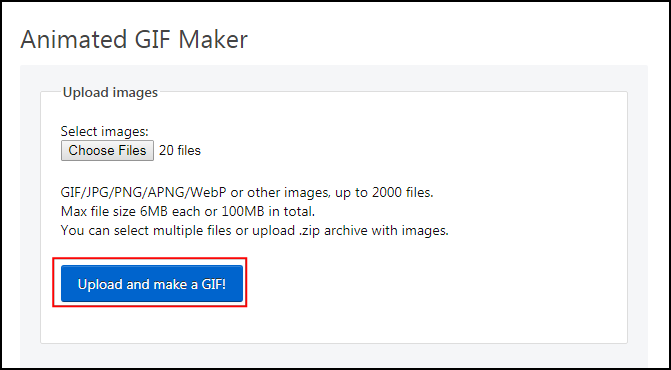 Animated GIF Maker
Upload images
Select images:
Choose Files 20 files
GIF/JPG/PNG/APNG/WebP or other images, up to 2000 files.
Max file size 6MB each or 100MB in total.
You can select multiple files or upload .zip archive with images.
Upload and make a GIF!